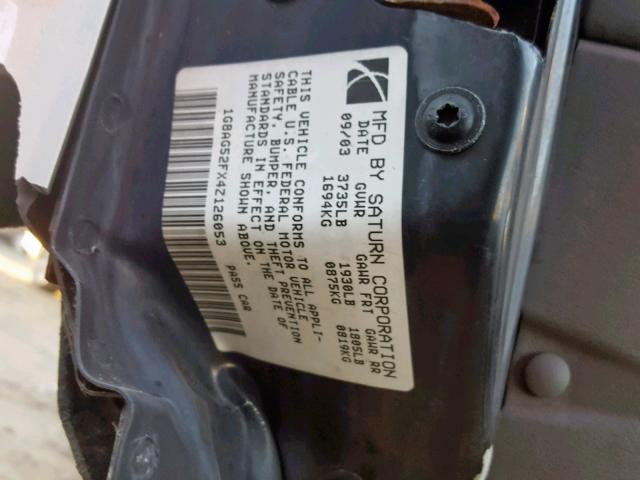 MFD BY SATURN CORPORATION
DATE GVWR GAWR FRT GAWR RR
09/03 3735LB 1930LB 1805LB
1694KG 0875KG 0819KG
THIS VEHICLE CONFORMS TO ALL APPLI-
CABLE U.S. FEDERAL MOTOR VEHICLE
SAFETY, BUMPER, AND THEFT PREVENTION
STANDARDS IN EFFECT ON THE DATE OF
MANUFACTURE SHOWN ABOVE.
1G8AG52FX4Z126053 PASS CAR